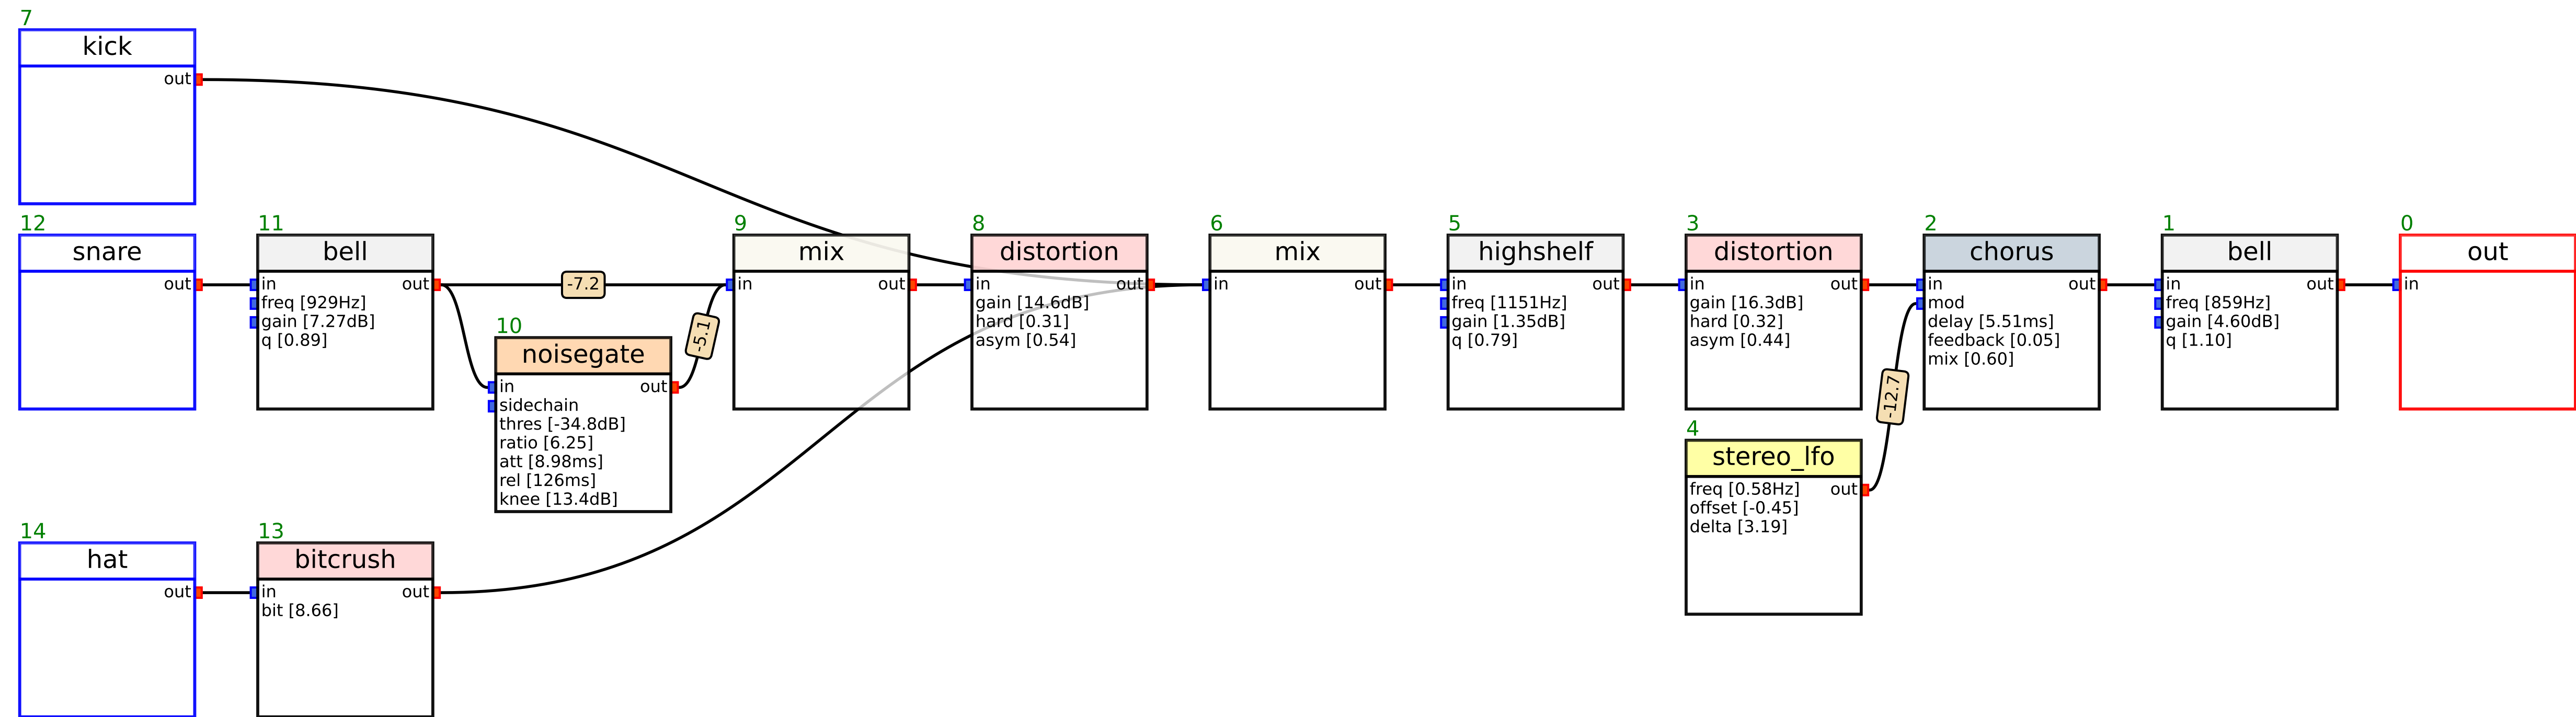 7
kick
out
12
snare
out
11
bell
in out
freq [929Hz]
gain [7.27dB]
q [0.89]
-7.2
10
noisegate
in out
sidechain
thres [-34.8dB]
ratio [6.25]
att [8.98ms]
rel [126ms]
knee [13.4dB]
-5.1
9
mix
in out
8
distortion
in out
gain [14.6dB]
hard [0.31]
asym [0.54]
6
mix
in out
5
highshelf
in out
freq [1151Hz]
gain [1.35dB]
q [0.79]
3
distortion
in out
gain [16.3dB]
hard [0.32]
asym [0.44]
4
stereo_lfo
freq [0.58Hz] out
offset [-0.45]
delta [3.19]
-12.7
2
chorus
in out
mod
delay [5.51ms]
feedback [0.05]
mix [0.60]
1
bell
in out
freq [859Hz]
gain [4.60dB]
q [1.10]
0
out
in
14
hat
out
13
bitcrush
in out
bit [8.66]